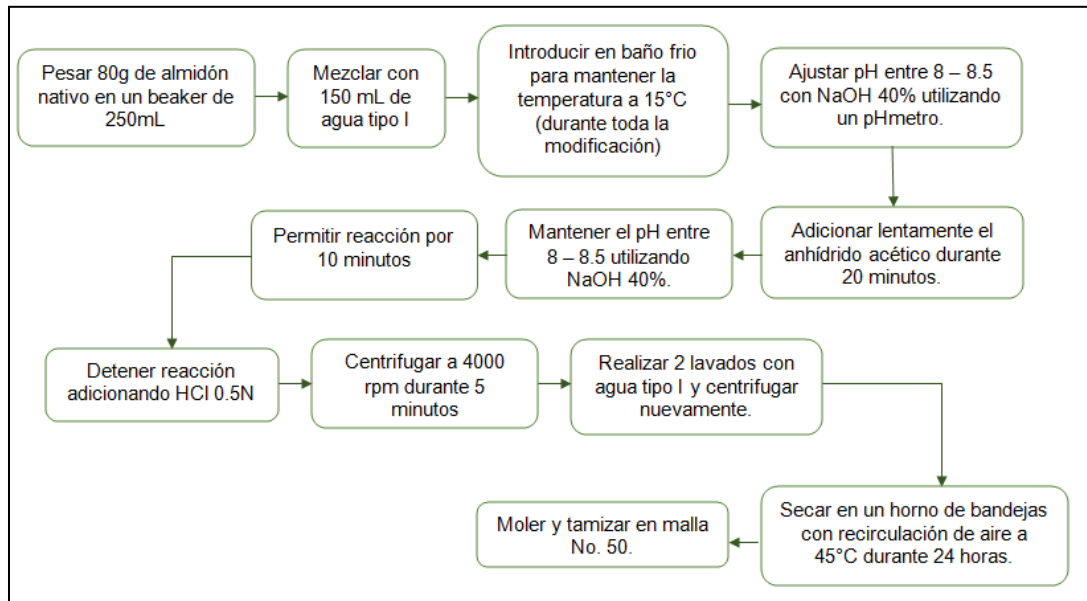 Pesar 80g de almidón
nativo en un beaker de
250mL
Mezclar con
150 mL de
agua tipo I
Introducir en baño frio
para mantener la
temperatura a 15°C
(durante toda la
modificación)
Ajustar pH entre 8 – 8.5
con NaOH 40% utilizando
un pHmetro.
Adicionar lentamente el
anhídrido acético durante
20 minutos.
Mantener el pH entre
8 – 8.5 utilizando
NaOH 40%.
Permitir reacción por
10 minutos
Detener reacción
adicionando HCl 0.5N
Centrifugar a 4000
rpm durante 5
minutos
Realizar 2 lavados con
agua tipo I y centrifugar
nuevamente.
Secar en un horno de bandejas
con recirculación de aire a
45°C durante 24 horas.
Moler y tamizar en malla
No. 50.